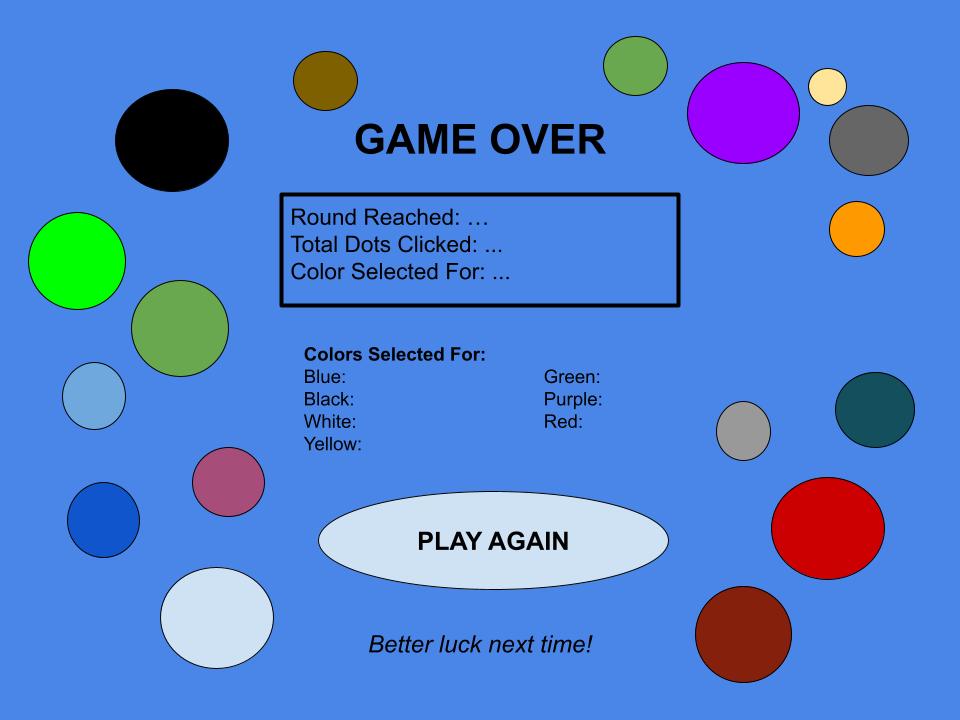 GAME OVER
Round Reached: …
Total Dots Clicked: ...
Color Selected For: ...
Colors Selected For:
Blue: Green:
Black: Purple:
White: Red:
Yellow:
PLAY AGAIN
Better luck next time!